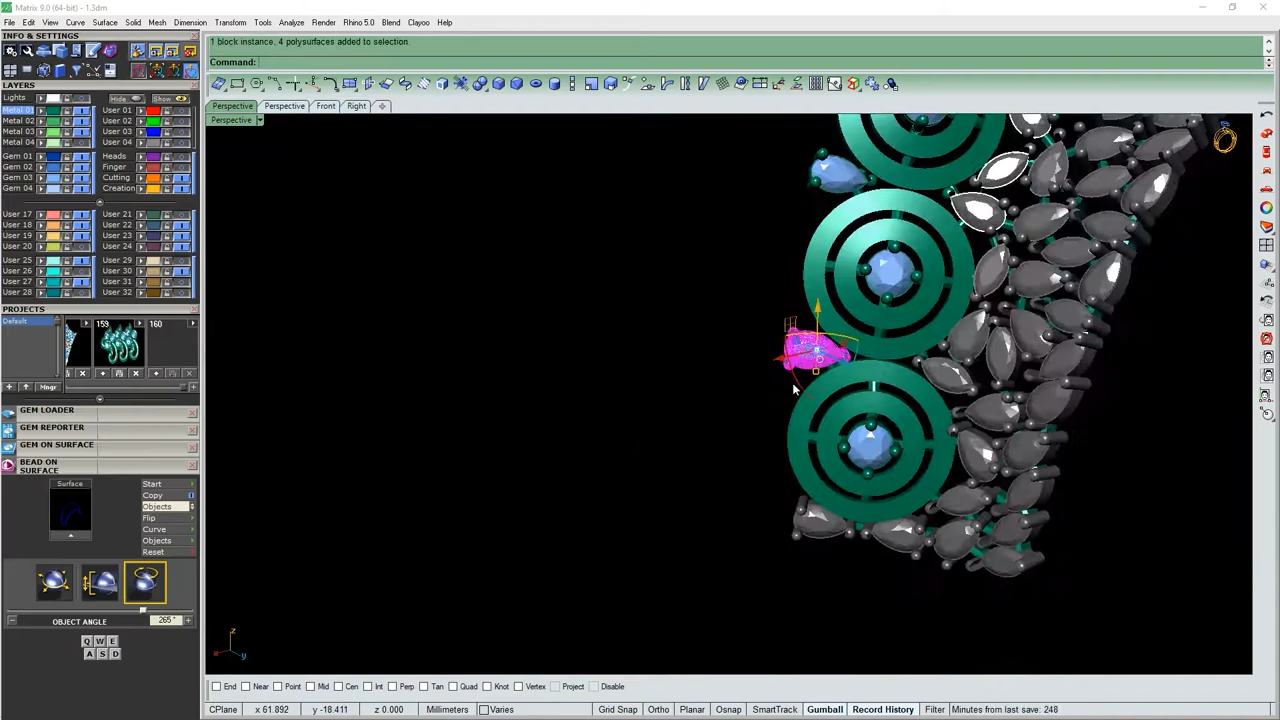 Matrix 9.0 (64-bit) - 1.3dm
File Edit View Curve Surface Solid Mesh Dimension Transform Tools Analyze Render Rhino 5.0 Blend Clayoo Help
INFO & SETTINGS
1 block instance, 4 polysurfaces added to selection.
Command:
LAYERS
Lights Hide Show
Metal 01 User 01
Metal 02 User 02
Metal 03 User 03
Metal 04 User 04
Gem 01 Heads
Gem 02 Finger
Gem 03 Cutting
Gem 04 Creation
User 17 User 21
User 18 User 22
User 19 User 23
User 20 User 24
User 25 User 29
User 26 User 30
User 27 User 31
User 28 User 32
Perspective Perspective Front Right
Perspective
PROJECTS
Default 159 160
Mngr
GEM LOADER
GEM REPORTER
GEM ON SURFACE
BEAD ON SURFACE
Surface
Start
Copy
Objects
Flip
Curve
Objects
Reset
OBJECT ANGLE 265°
Q W E
A S D
z
x y
End Near Point Mid Cen Int Perp Tan Quad Knot Vertex Project Disable
CPlane x 61.892 y -18.411 z 0.000 Millimeters Varies Grid Snap Ortho Planar Osnap SmartTrack Gumball Record History Filter Minutes from last save: 248